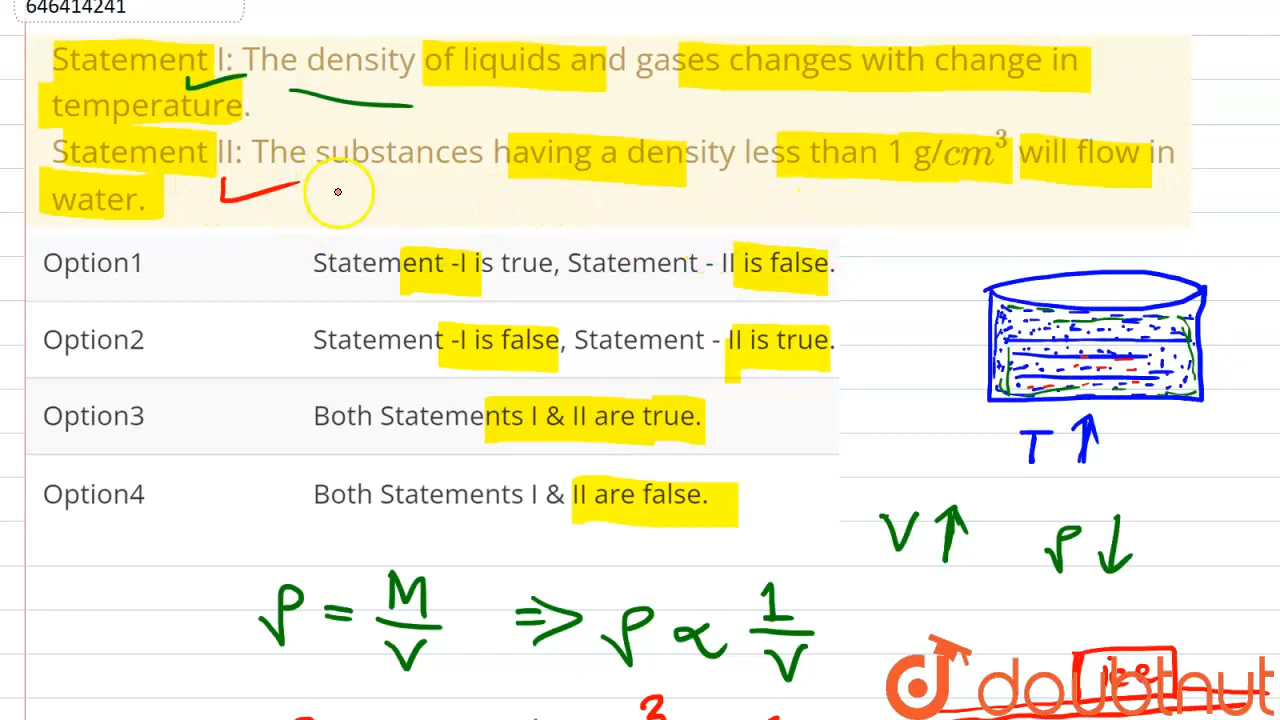 646414241
Statement I: The density of liquids and gases changes with change in
temperature.
Statement II: The substances having a density less than 1 g/cm³ will flow in
water.
Option1 Statement -I is true, Statement - II is false.
Option2 Statement -I is false, Statement - II is true.
Option3 Both Statements I & II are true.
Option4 Both Statements I & II are false.
T ↑
V ↑ ρ ↓
ρ = M/V ⇒ ρ ∝ 1/V
ice
doubtnut
3